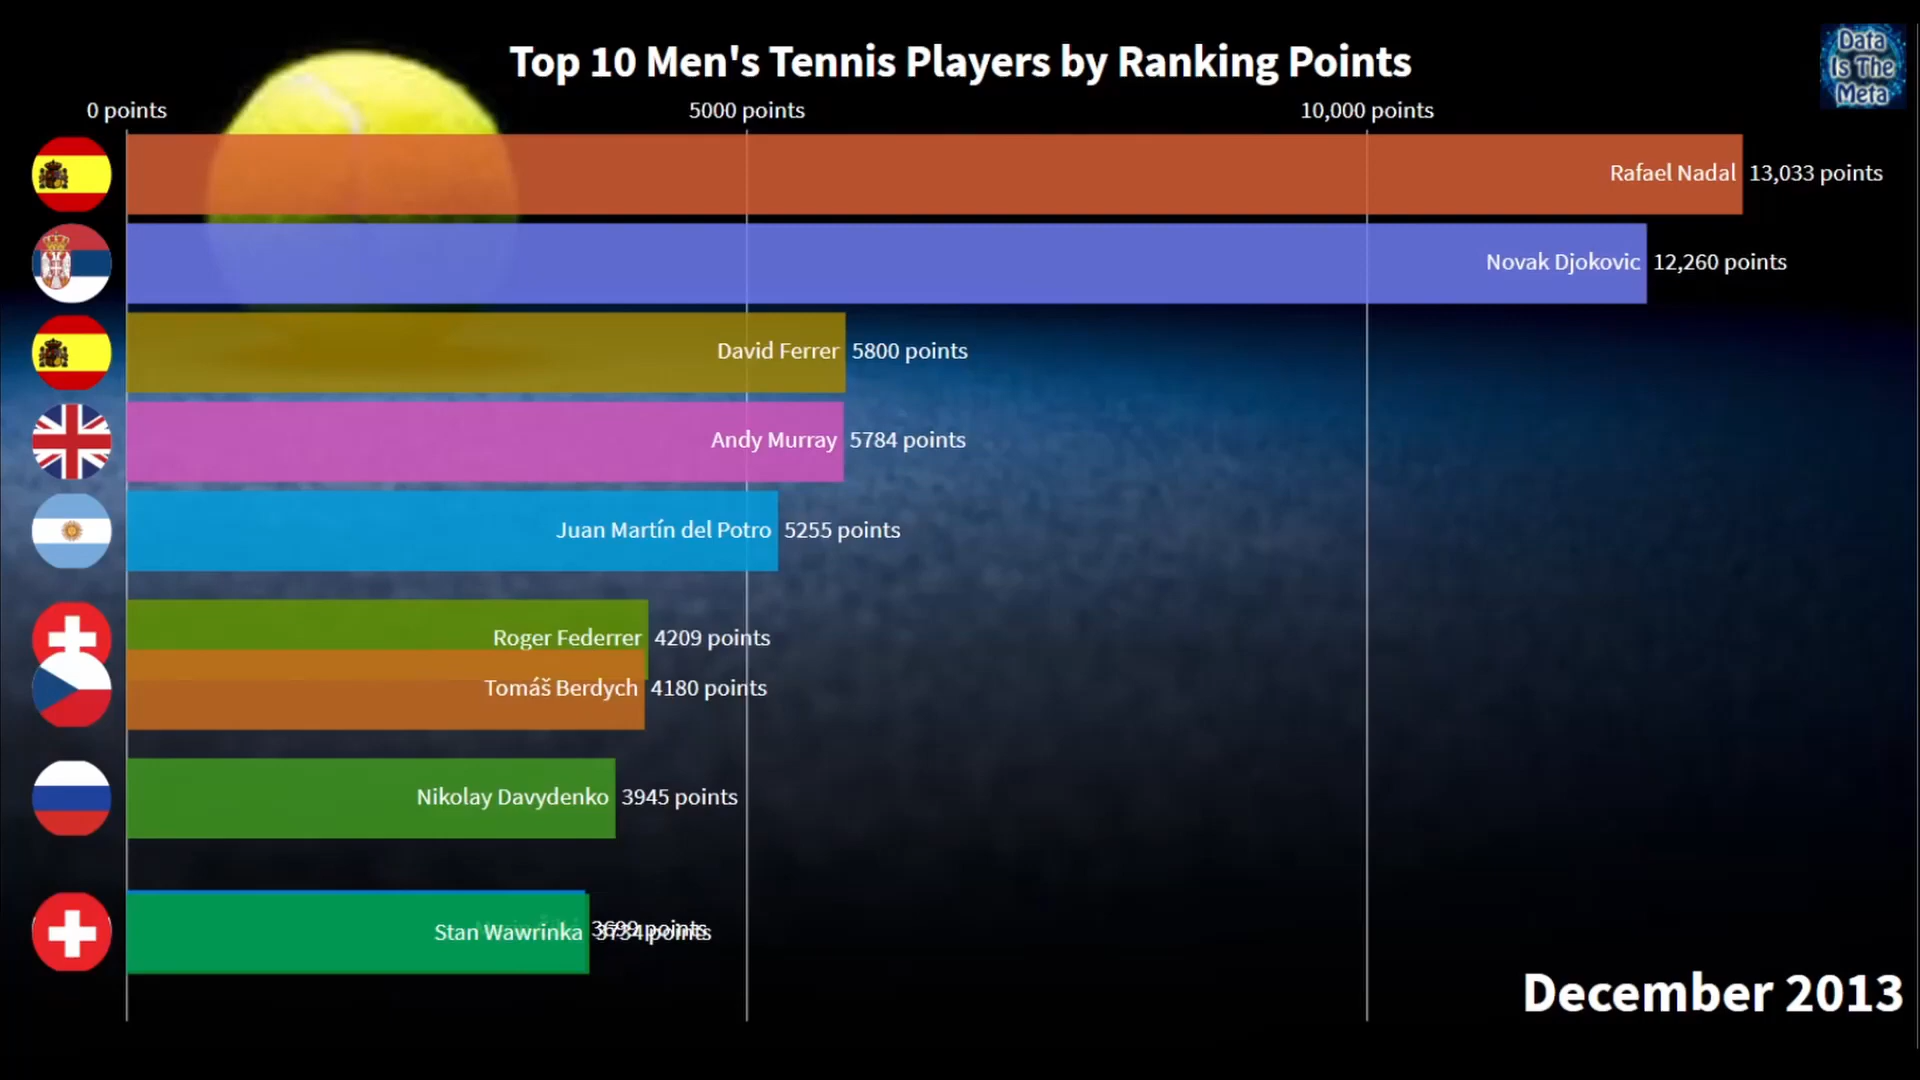 Top 10 Men's Tennis Players by Ranking Points
Data
Is The
Meta
0 points
5000 points
10,000 points
Rafael Nadal 13,033 points
Novak Djokovic 12,260 points
David Ferrer 5800 points
Andy Murray 5784 points
Juan Martín del Potro 5255 points
Roger Federrer 4209 points
Tomáš Berdych 4180 points
Nikolay Davydenko 3945 points
Stan Wawrinka 3734 points
December 2013